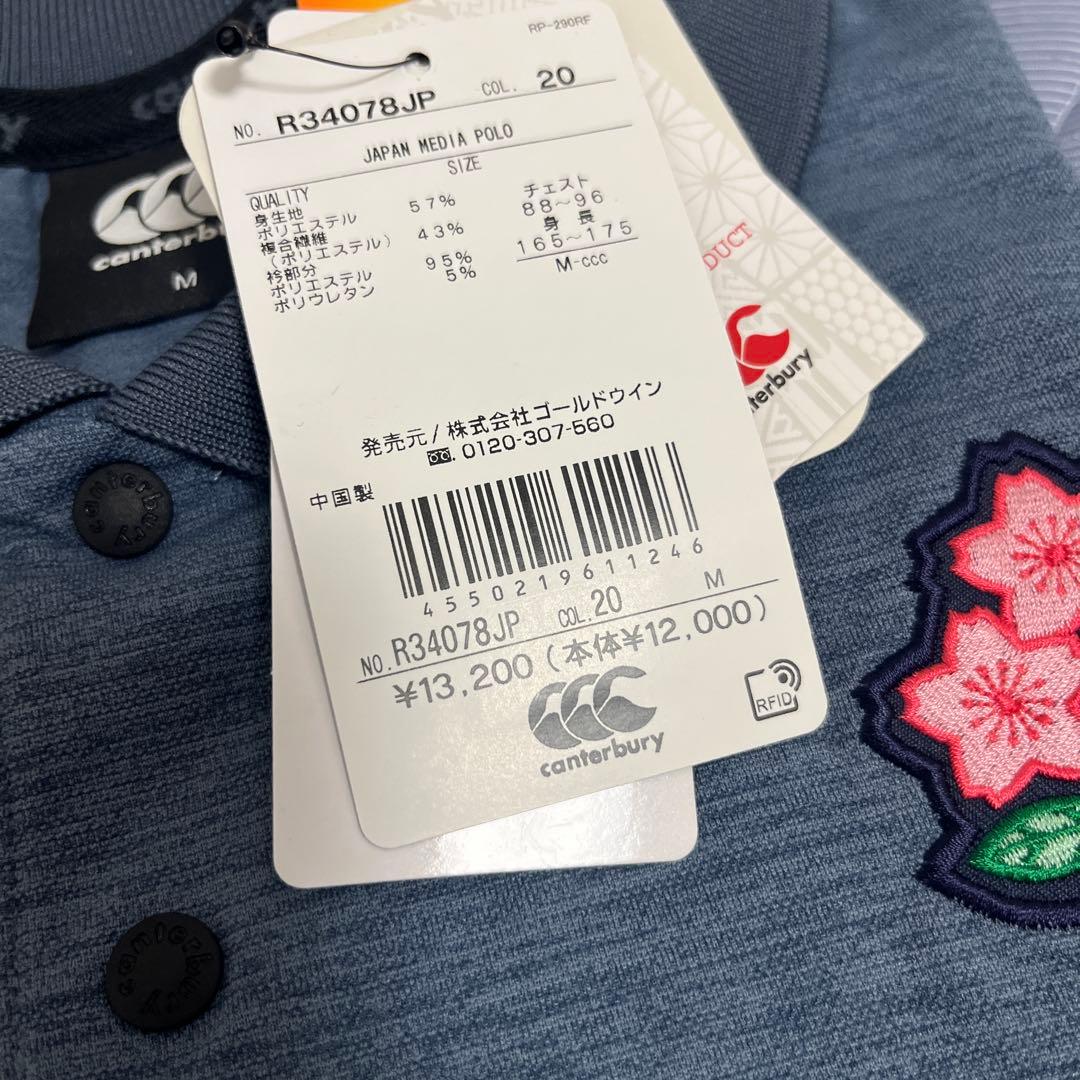 RP-290RF
NO. R34078JP COL. 20
JAPAN MEDIA POLO
SIZE
QUALITY
身生地
ポリエステル 57%
複合繊維
(ポリエステル) 43%
衿部分
ポリエステル 95%
ポリウレタン 5%
チェスト
88~96
身 長
165~175
M-CCC
発売元/株式会社ゴールドウイン
0120-307-560
中国製
4550219611246
M
NO. R34078JP COL. 20
¥13,200(本体¥12,000)
RFID
canterbury
canterbury
M
DUCT
terbury
canterbury
canterbury